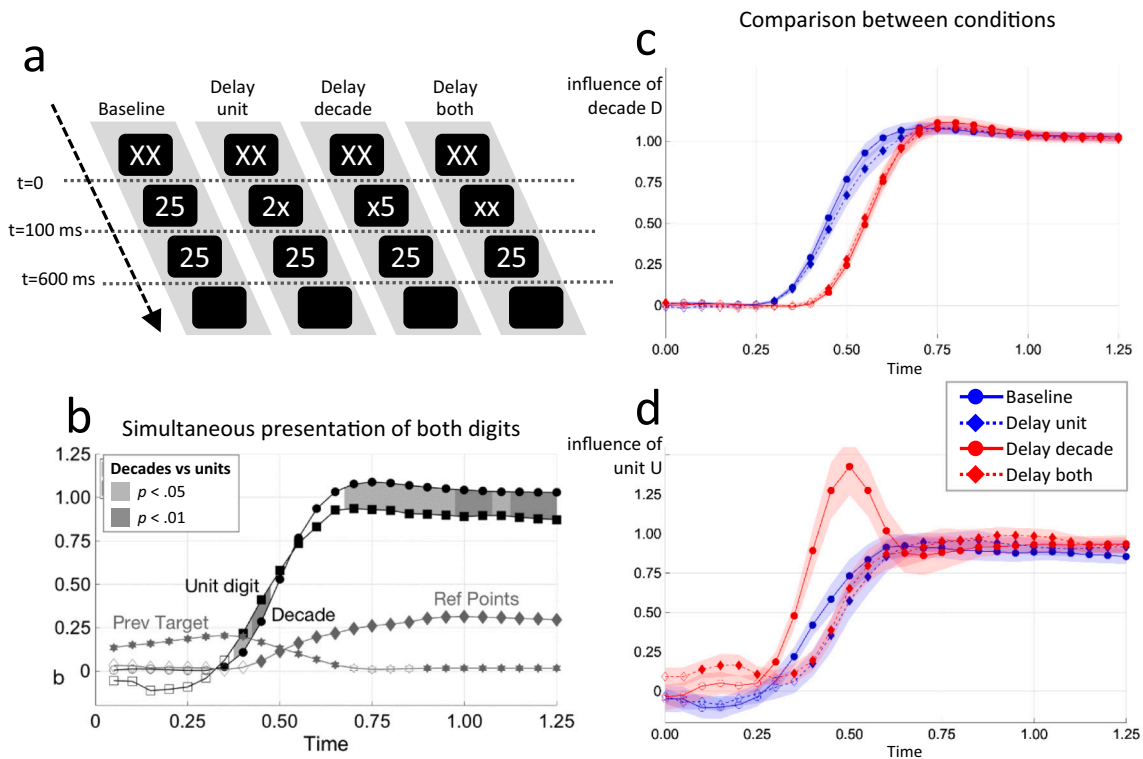 a
Baseline
Delay
unit
Delay
decade
Delay
both
XX XX XX XX
t=0
25 2x x5 xx
t=100 ms
25 25 25 25
t=600 ms
b
Simultaneous presentation of both digits
Decades vs units
p < .05
p < .01
1.25
1.00
0.75
0.50
0.25
0
b
Unit digit
Decade
Prev Target
Ref Points
0 0.25 0.50 0.75 1.00 1.25
Time
Comparison between conditions
c
influence of
decade D
1.00
0.75
0.50
0.25
0
0.00 0.25 0.50 0.75 1.00 1.25
Time
d
influence of
unit U
Baseline
Delay unit
Delay decade
Delay both
1.25
1.00
0.75
0.50
0.25
0
0.00 0.25 0.50 0.75 1.00 1.25
Time